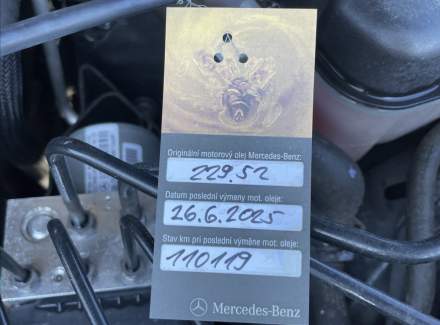 Originální motorový olej Mercedes-Benz:
229.52
Datum poslední výmeny mot. oleje:
26.6.2025
Stav km při poslední výměně mot. oleje:
110119
Mercedes-Benz